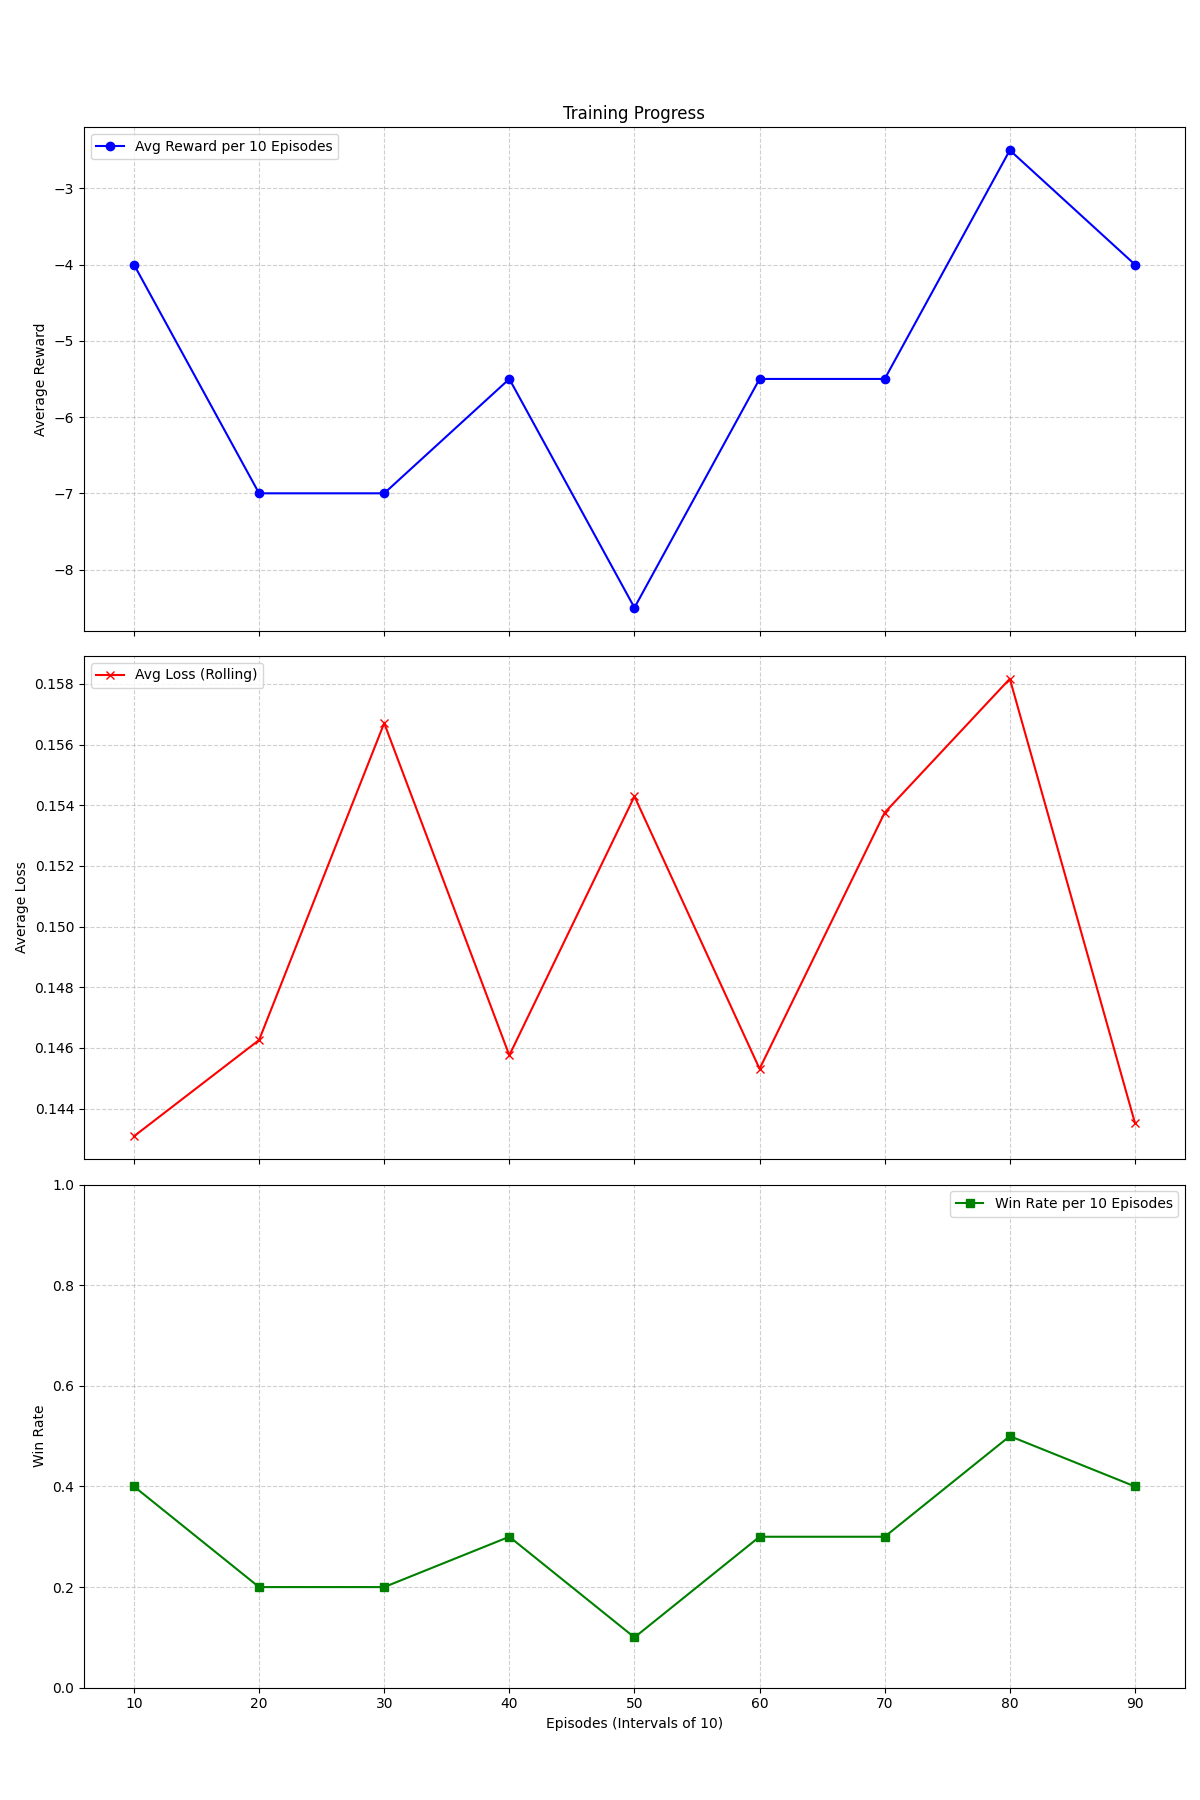 Training Progress
Avg Reward per 10 Episodes
−3
−4
−5
−6
−7
−8
Average Reward
Avg Loss (Rolling)
0.158
0.156
0.154
0.152
0.150
0.148
0.146
0.144
Average Loss
Win Rate per 10 Episodes
1.0
0.8
0.6
0.4
0.2
0.0
Win Rate
10 20 30 40 50 60 70 80 90
Episodes (Intervals of 10)